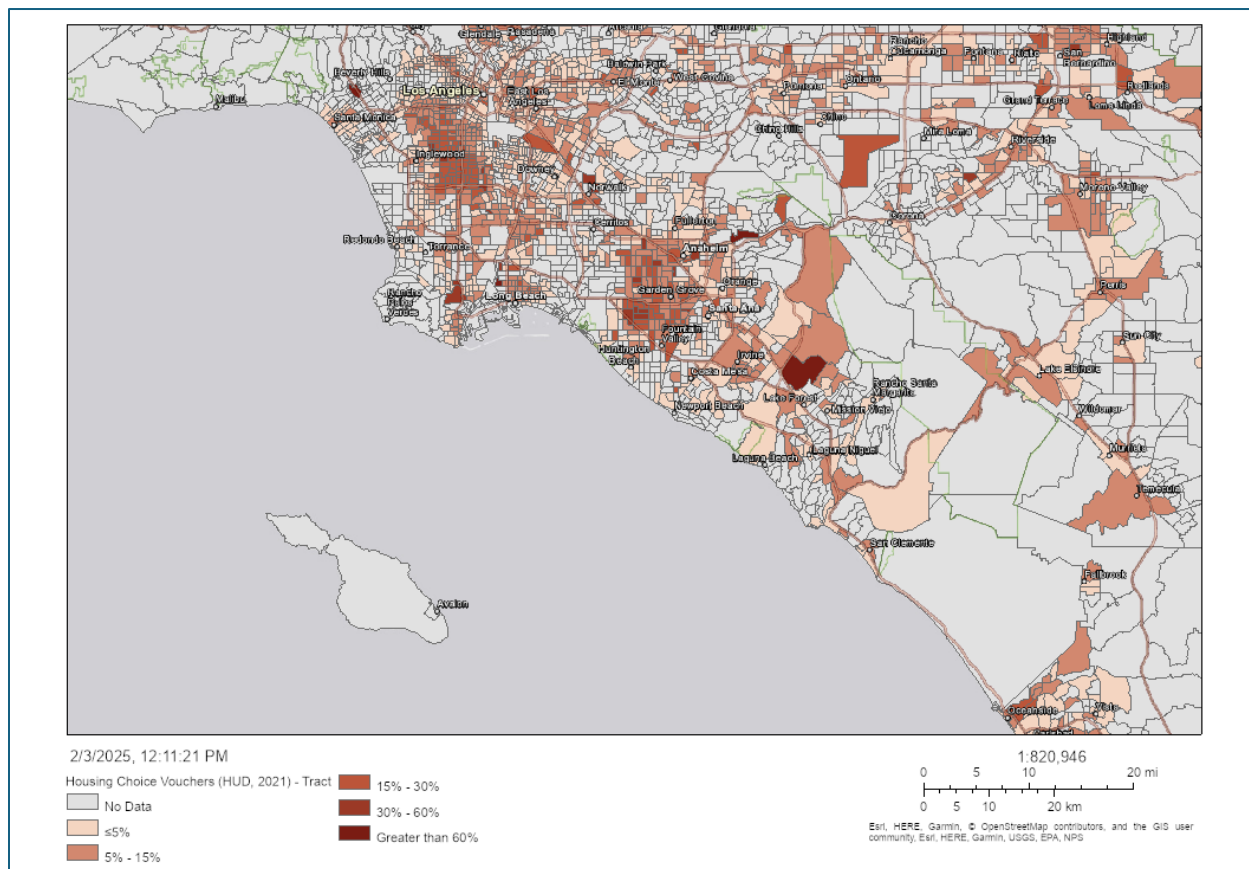 Glendale
Pasadena
Highland
Rancho
Cucamonga
Fontana
Rialto
San
Bernardino
Beverly Hills
Baldwin Park
West Covina
El Monte
Los Angeles
East Los
Angeles
Pomona
Ontario
Redlands
Loma Linda
Grand Terrace
Malibu
Santa Monica
Chino Hills
Chino
Mira Loma
Riverside
Inglewood
Downey
Norwalk
Moreno Valley
Cerritos
Fullerton
Corona
Redondo Beach
Torrance
Anaheim
Rancho
Palos
Verdes
Long Beach
Garden Grove
Orange
Perris
Santa Ana
Fountain
Valley
Sun City
Huntington
Beach
Irvine
Costa Mesa
Lake Elsinore
Rancho Santa
Margarita
Lake Forest
Newport Beach
Mission Viejo
Wildomar
Laguna Beach
Laguna Niguel
Murrieta
Temecula
San Clemente
Fallbrook
Avalon
Oceanside
Vista
Carlsbad
2/3/2025, 12:11:21 PM
Housing Choice Vouchers (HUD, 2021) - Tract
No Data
≤5%
5% - 15%
15% - 30%
30% - 60%
Greater than 60%
1:820,946
0 5 10 20 mi
0 5 10 20 km
Esri, HERE, Garmin, © OpenStreetMap contributors, and the GIS user
community, Esri, HERE, Garmin, USGS, EPA, NPS